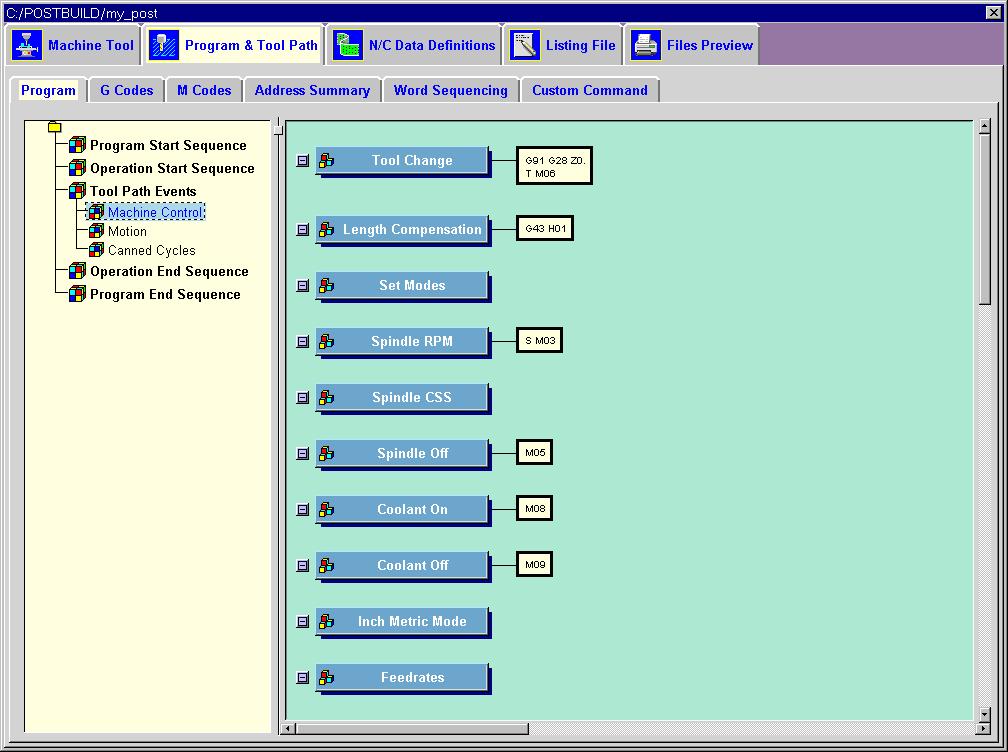 C:/POSTBUILD/my_post
Machine Tool
Program & Tool Path
N/C Data Definitions
Listing File
Files Preview
Program
G Codes
M Codes
Address Summary
Word Sequencing
Custom Command
Program Start Sequence
Operation Start Sequence
Tool Path Events
Machine Control
Motion
Canned Cycles
Operation End Sequence
Program End Sequence
Tool Change
G91 G28 Z0.
T M06
Length Compensation
G43 H01
Set Modes
Spindle RPM
S M03
Spindle CSS
Spindle Off
M05
Coolant On
M08
Coolant Off
M09
Inch Metric Mode
Feedrates